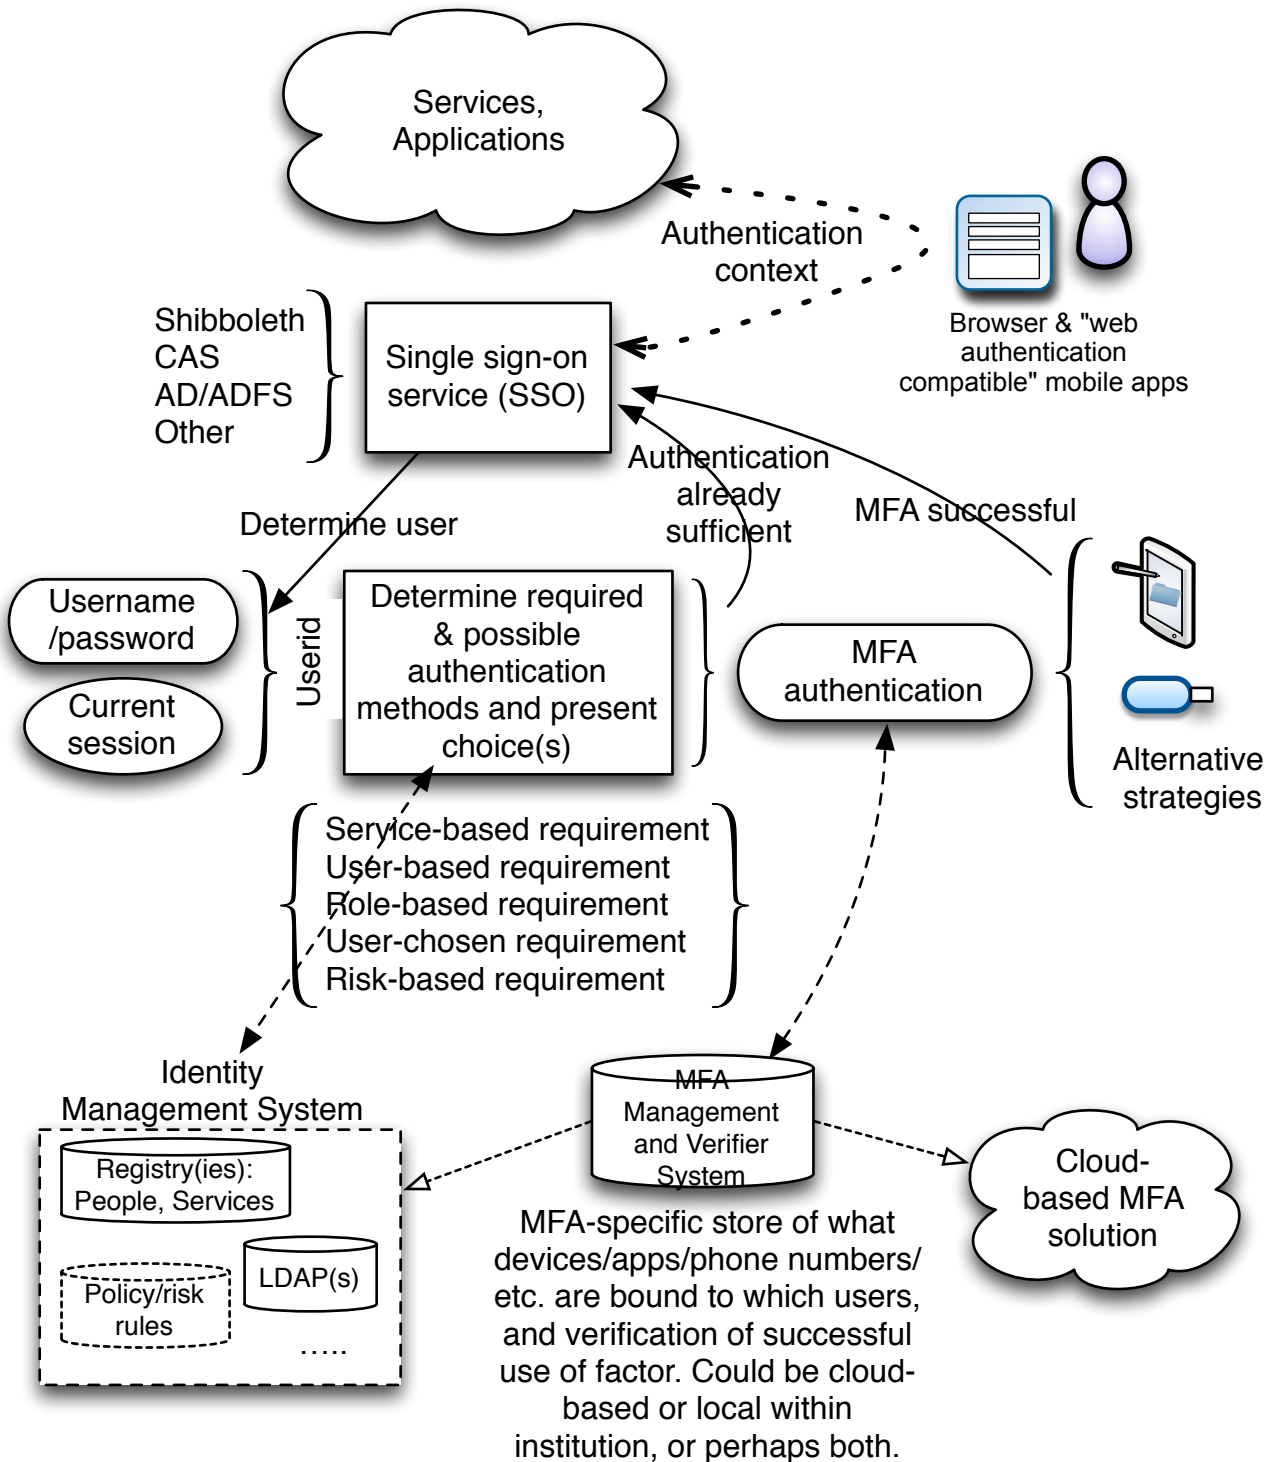 Services,
Applications
Authentication
context
Browser & "web
authentication
compatible" mobile apps
Shibboleth
CAS
AD/ADFS
Other
Single sign-on
service (SSO)
Authentication
already
sufficient
MFA successful
Determine user
Username
/password
Current
session
Userid
Determine required
& possible
authentication
methods and present
choice(s)
MFA
authentication
Alternative
strategies
Service-based requirement
User-based requirement
Role-based requirement
User-chosen requirement
Risk-based requirement
Identity
Management System
Registry(ies):
People, Services
LDAP(s)
Policy/risk
rules
.....
MFA
Management
and Verifier
System
Cloud-
based MFA
solution
MFA-specific store of what
devices/apps/phone numbers/
etc. are bound to which users,
and verification of successful
use of factor. Could be cloud-
based or local within
institution, or perhaps both.